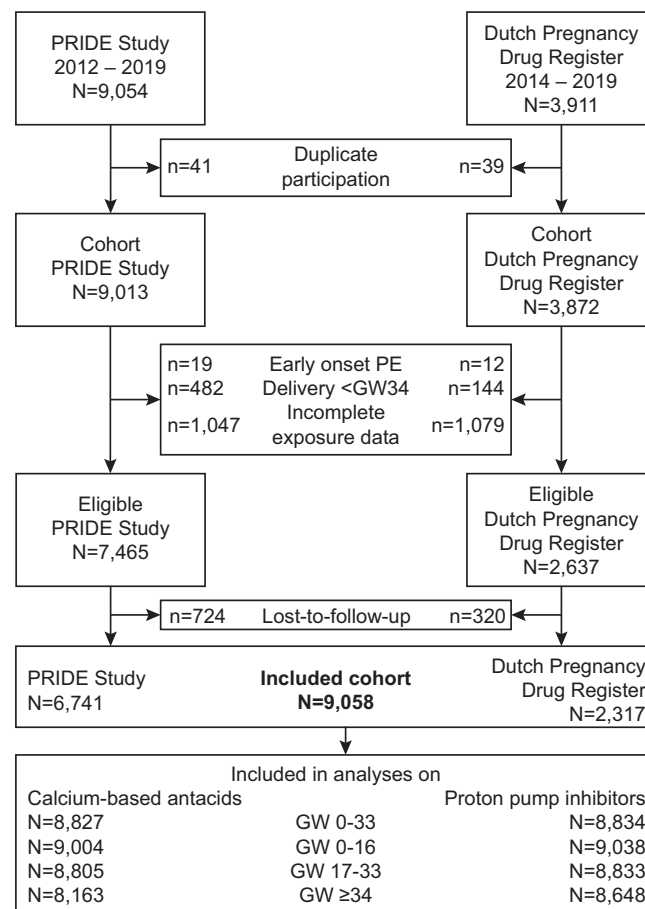 PRIDE Study
2012 – 2019
N=9,054
Dutch Pregnancy
Drug Register
2014 – 2019
N=3,911
n=41 Duplicate participation n=39
Cohort
PRIDE Study
N=9,013
Cohort
Dutch Pregnancy
Drug Register
N=3,872
n=19 Early onset PE n=12
n=482 Delivery <GW34 n=144
n=1,047 Incomplete exposure data n=1,079
Eligible
PRIDE Study
N=7,465
Eligible
Dutch Pregnancy
Drug Register
N=2,637
n=724 Lost-to-follow-up n=320
PRIDE Study
N=6,741
Included cohort
N=9,058
Dutch Pregnancy
Drug Register
N=2,317
Included in analyses on
Calcium-based antacids Proton pump inhibitors
N=8,827 GW 0-33 N=8,834
N=9,004 GW 0-16 N=9,038
N=8,805 GW 17-33 N=8,833
N=8,163 GW ≥34 N=8,648